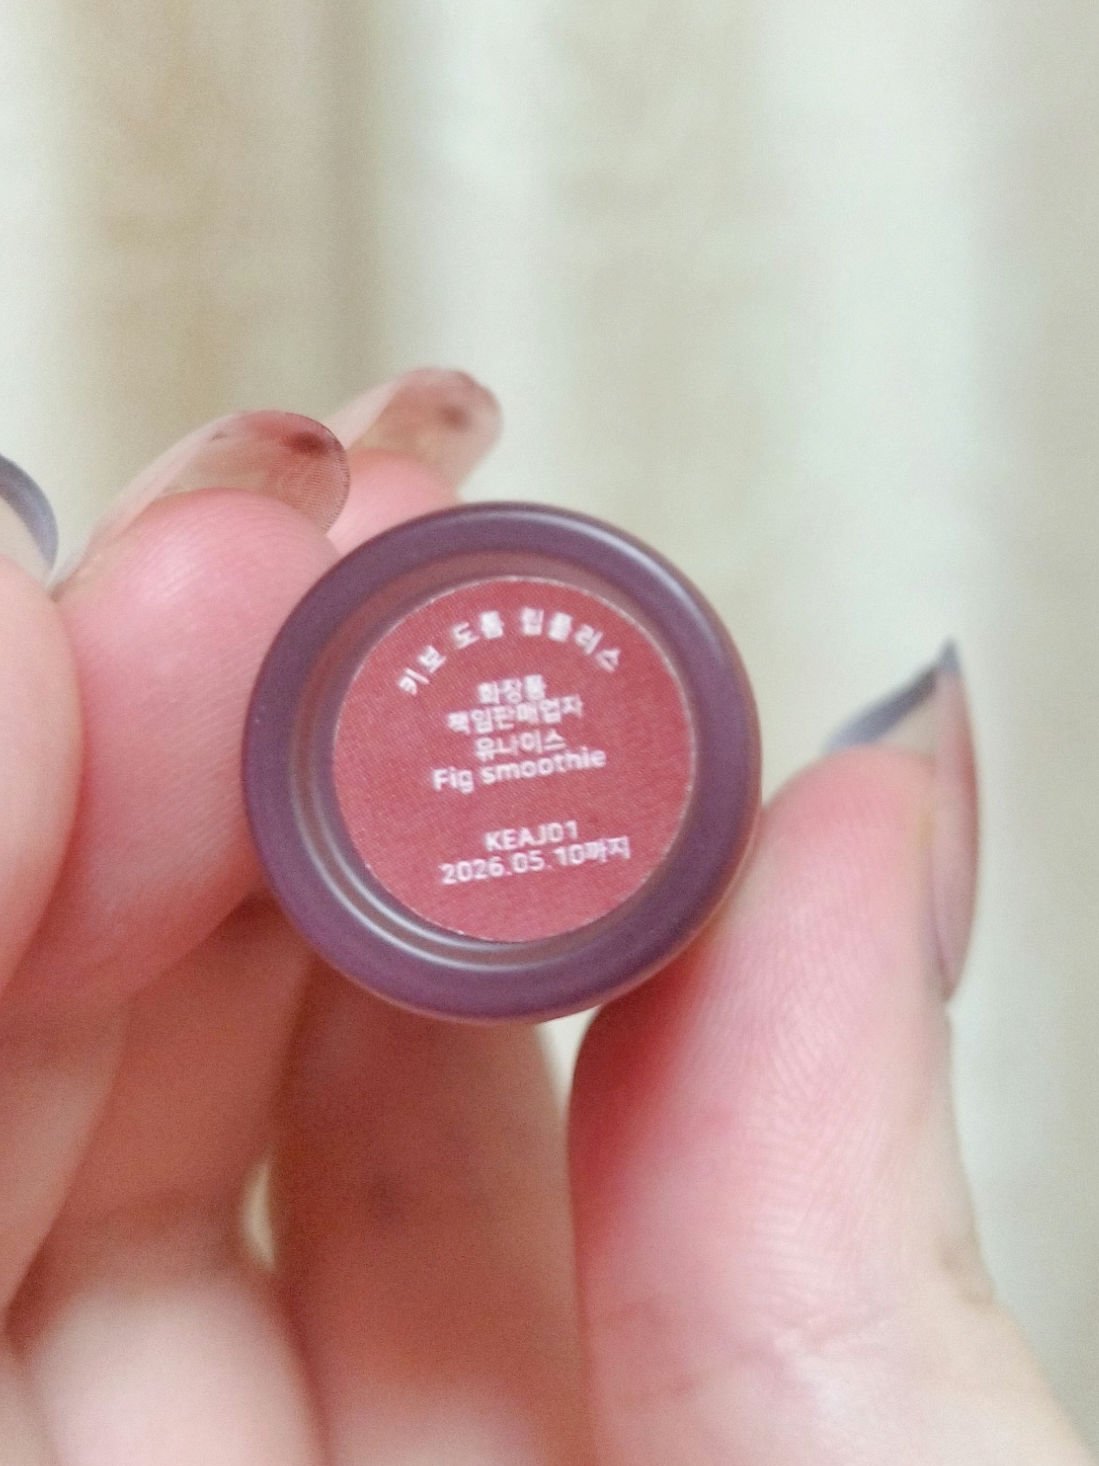 키보 도톰 립플러스
화장품
책임판매업자
유나이스
Fig smoothie
KEAJ01
2026.05.10까지